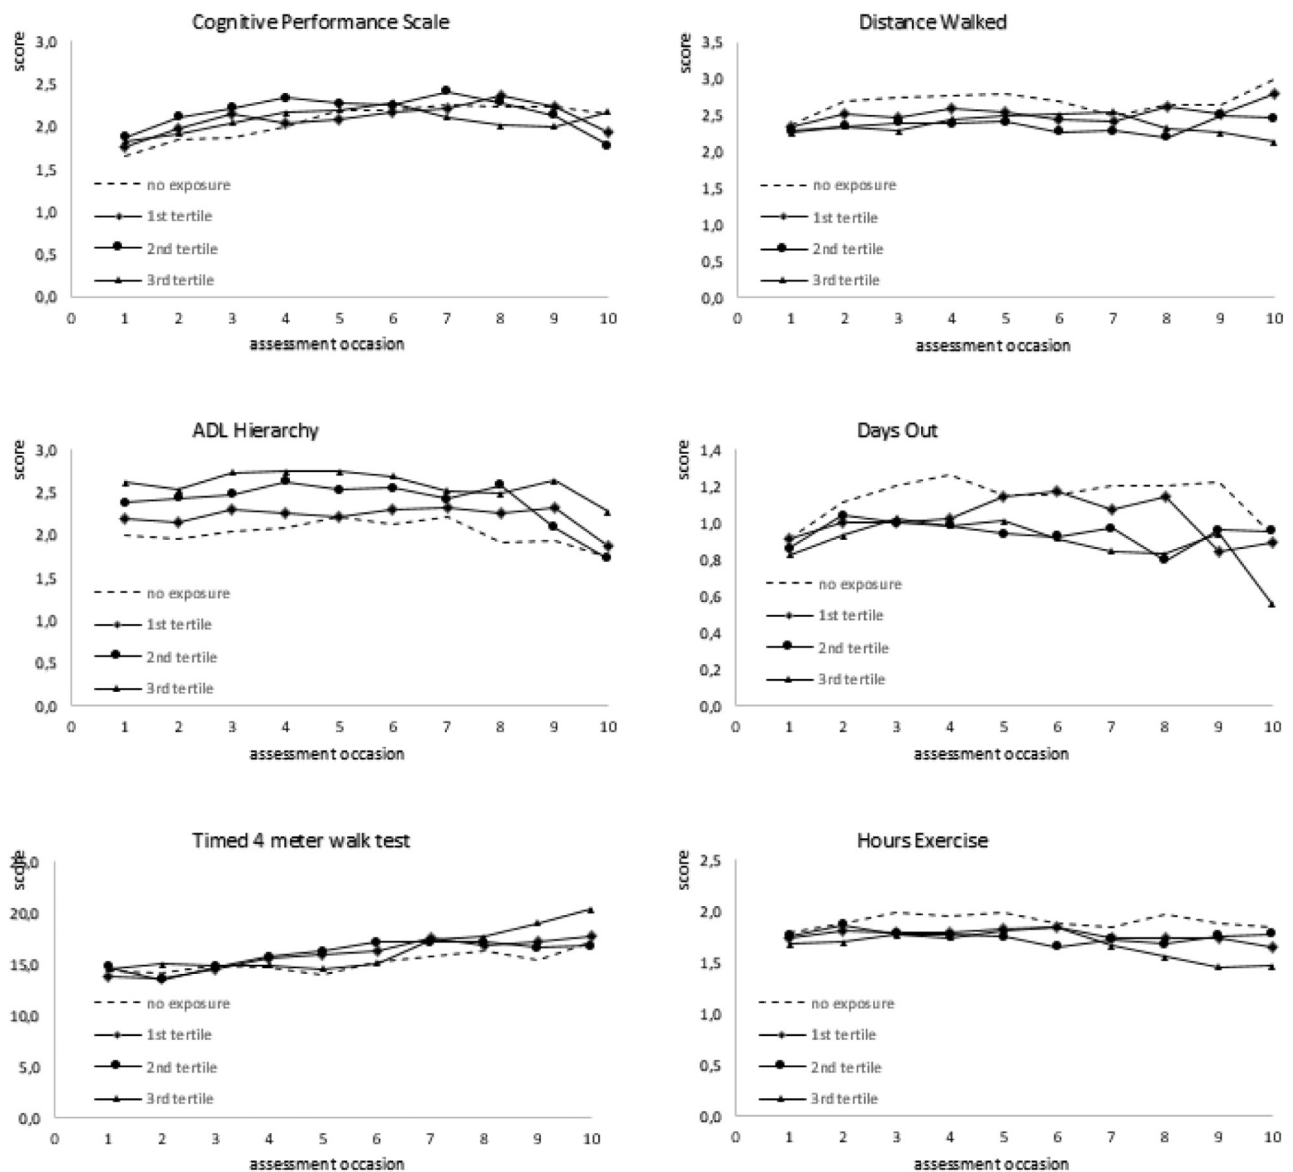 Cognitive Performance Scale
score
3,0
2,5
2,0
1,5
1,0
0,5
0,0
no exposure
1st tertile
2nd tertile
3rd tertile
0 1 2 3 4 5 6 7 8 9 10
assessment occasion
Distance Walked
score
3,5
3,0
2,5
2,0
1,5
1,0
0,5
0,0
no exposure
1st tertile
2nd tertile
3rd tertile
0 1 2 3 4 5 6 7 8 9 10
assessment occasion
ADL Hierarchy
score
3,0
2,5
2,0
1,5
1,0
0,5
0,0
no exposure
1st tertile
2nd tertile
3rd tertile
0 1 2 3 4 5 6 7 8 9 10
assessment occasion
Days Out
score
1,4
1,2
1,0
0,8
0,6
0,4
0,2
0,0
no exposure
1st tertile
2nd tertile
3rd tertile
0 1 2 3 4 5 6 7 8 9 10
assessment occasion
Timed 4 meter walk test
score
25,0
20,0
15,0
10,0
5,0
0,0
no exposure
1st tertile
2nd tertile
3rd tertile
0 1 2 3 4 5 6 7 8 9 10
assessment occasion
Hours Exercise
score
2,5
2,0
1,5
1,0
0,5
0,0
no exposure
1st tertile
2nd tertile
3rd tertile
0 1 2 3 4 5 6 7 8 9 10
assessment occasion